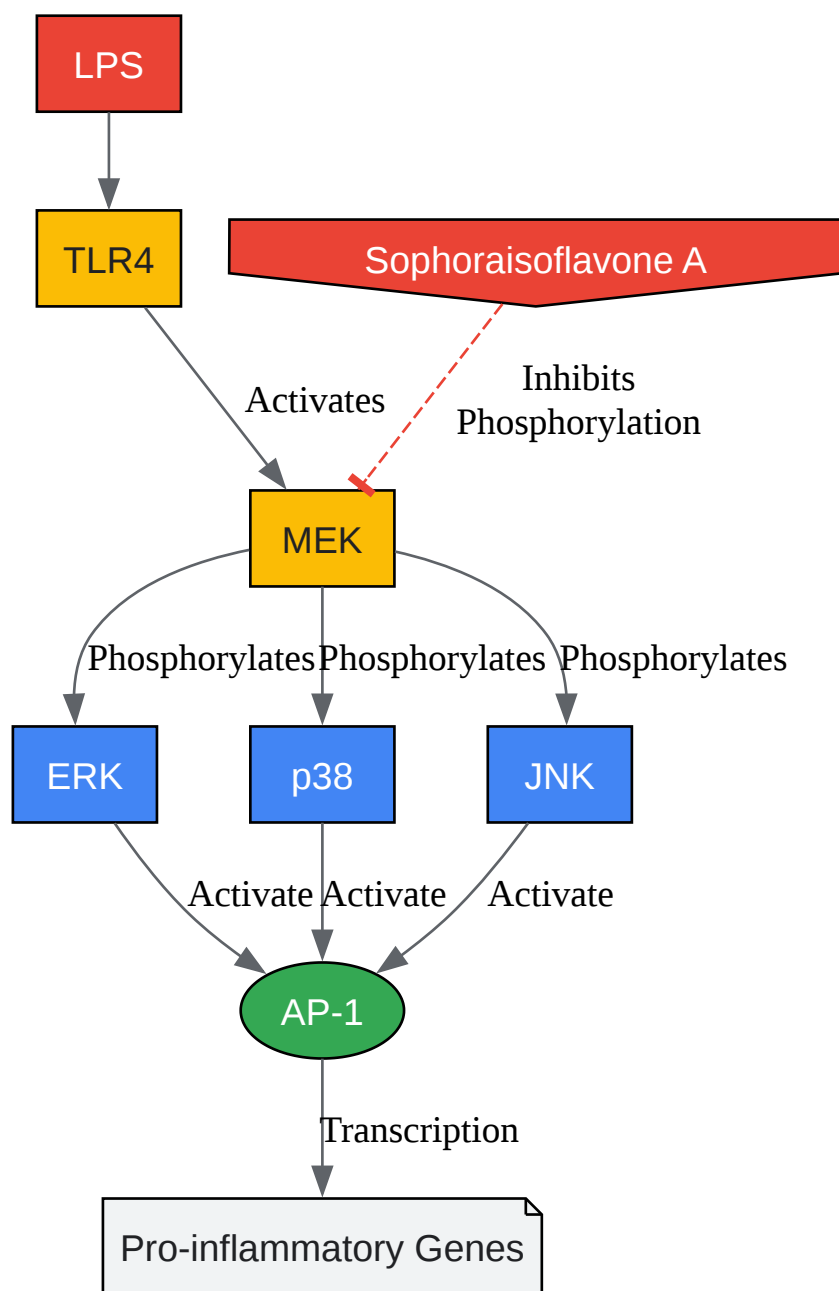 LPS
TLR4
Sophoraisoflavone A
Activates
Inhibits
Phosphorylation
MEK
Phosphorylates
Phosphorylates
Phosphorylates
ERK
p38
JNK
Activate
Activate
Activate
AP-1
Transcription
Pro-inflammatory Genes